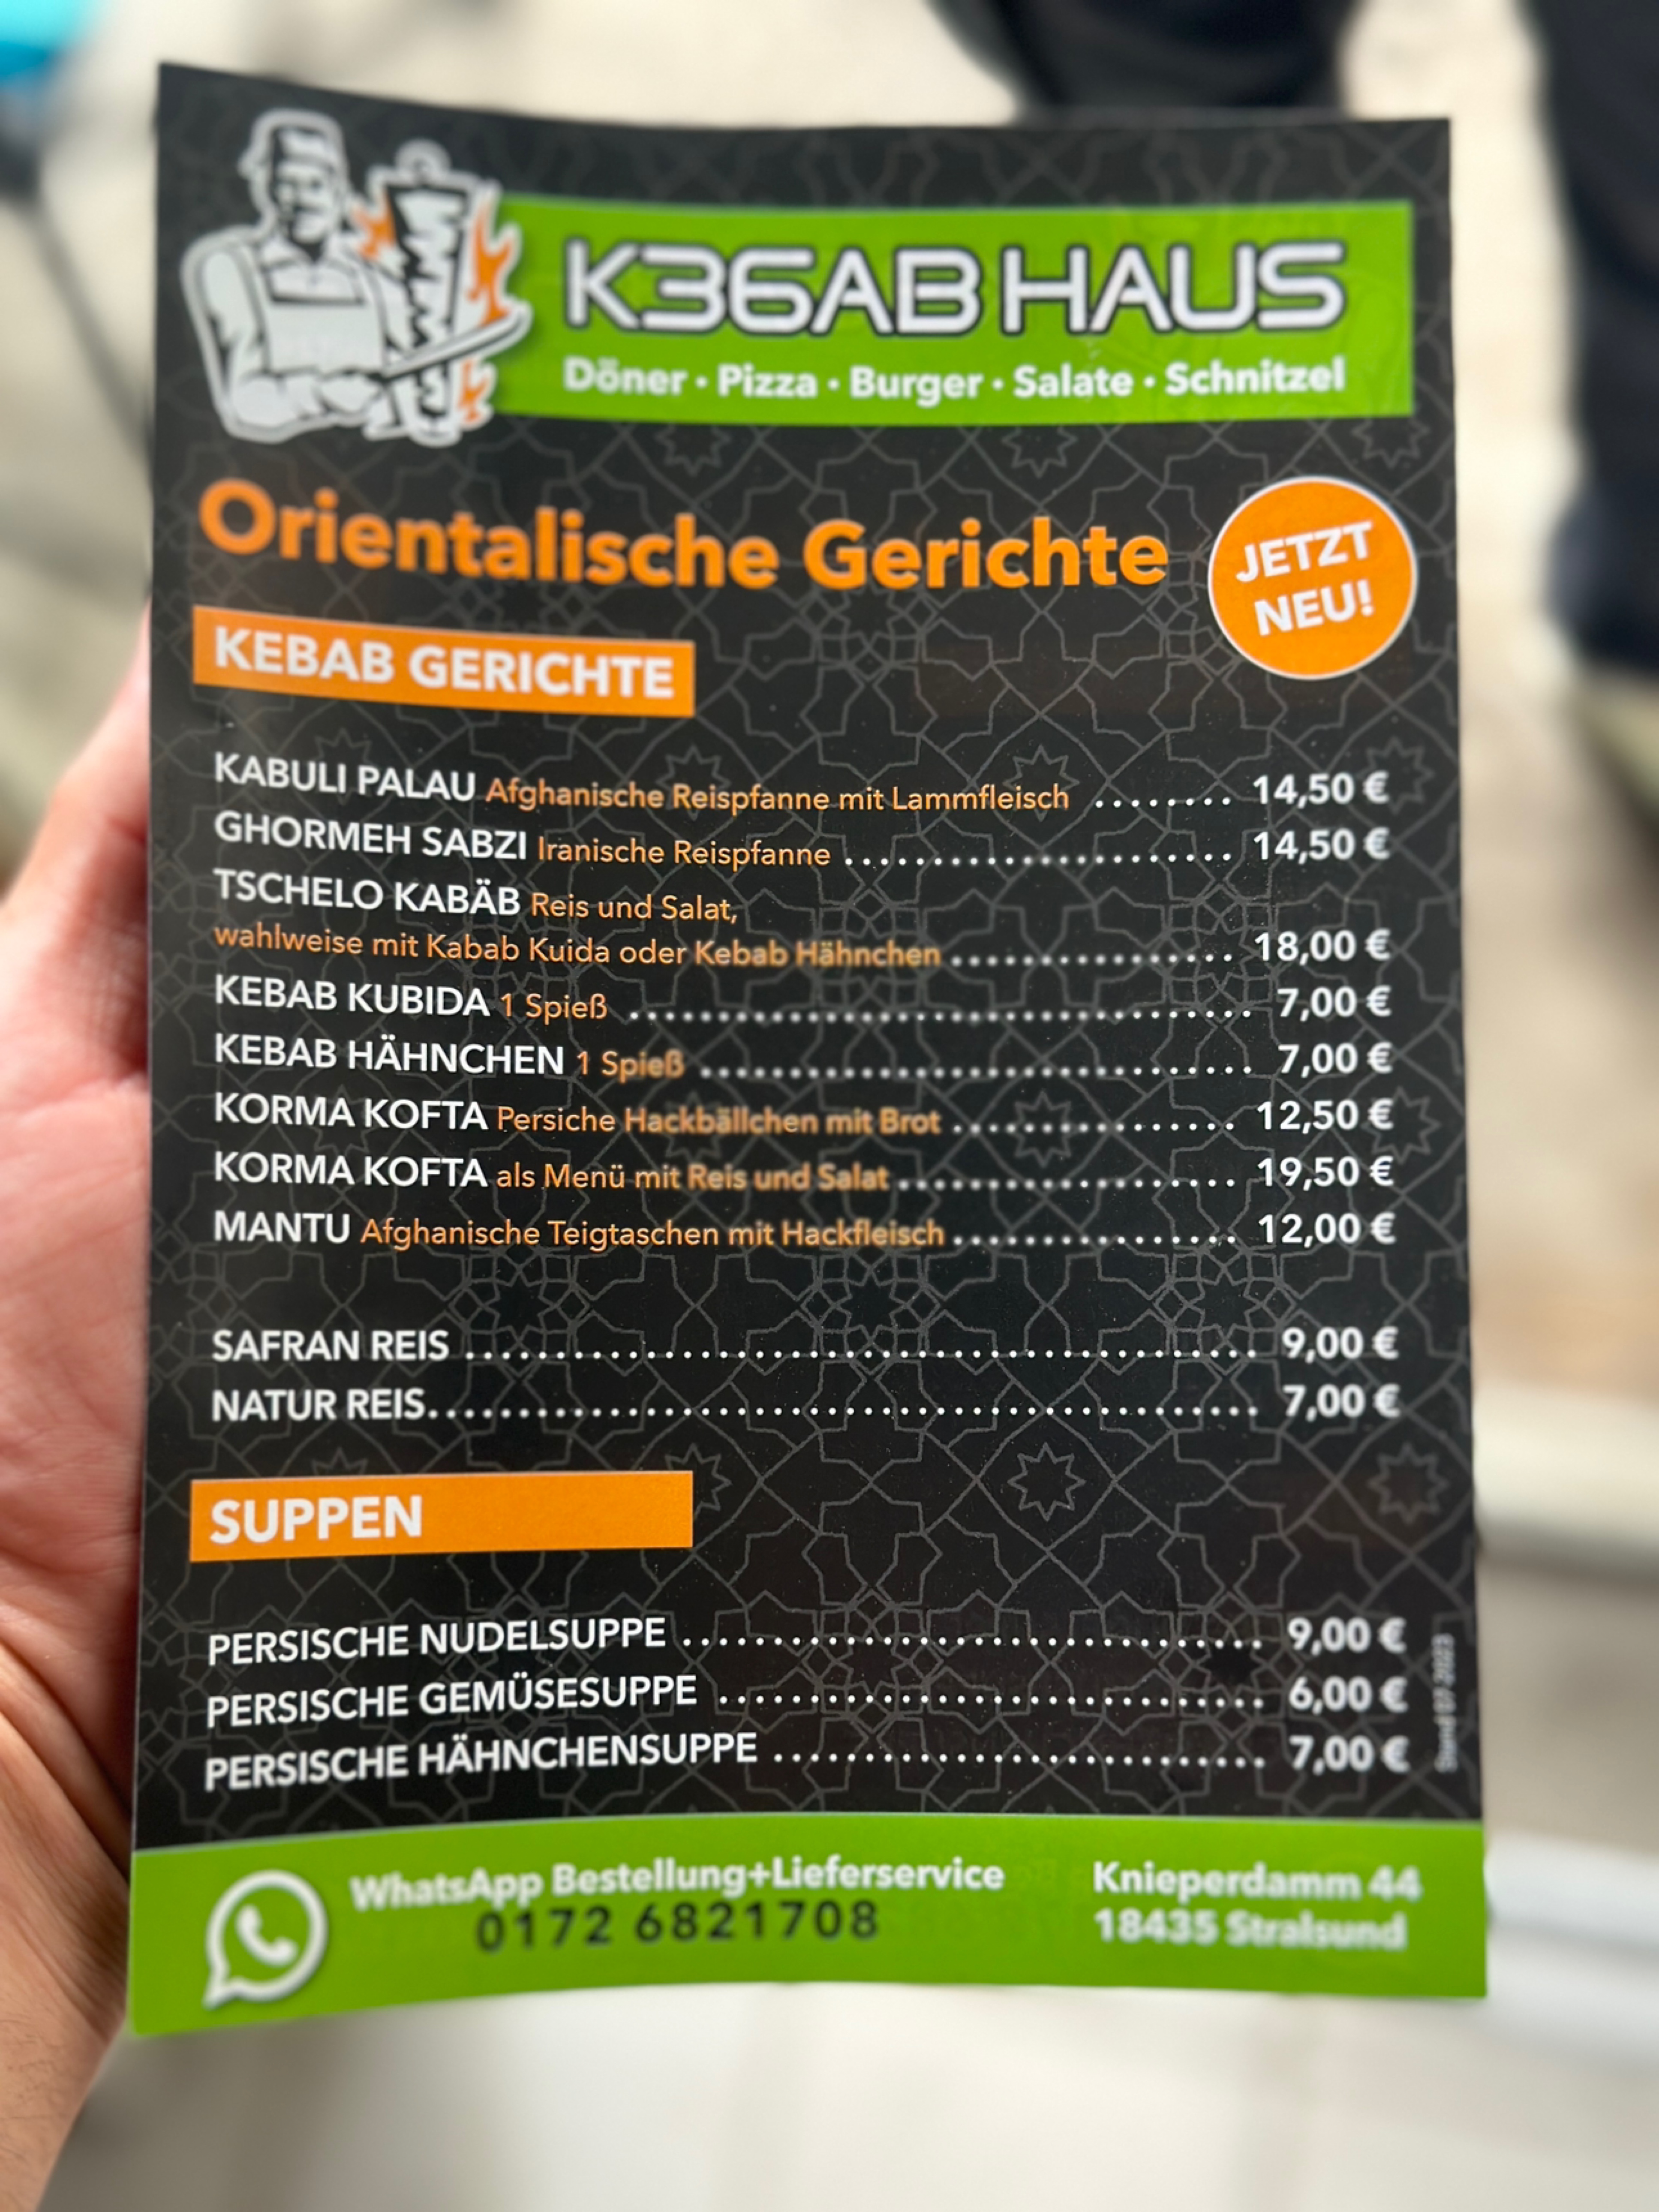 K36AB HAUS
Döner • Pizza • Burger • Salate • Schnitzel
Orientalische Gerichte
JETZT
NEU!
KEBAB GERICHTE
KABULI PALAU Afghanische Reispfanne mit Lammfleisch ........ 14,50 €
GHORMEH SABZI Iranische Reispfanne ..................... 14,50 €
TSCHELO KABÄB Reis und Salat,
wahlweise mit Kabab Kuida oder Kebab Hähnchen ............... 18,00 €
KEBAB KUBIDA 1 Spieß ................................. 7,00 €
KEBAB HÄHNCHEN 1 Spieß ............................. 7,00 €
KORMA KOFTA Persiche Hackbällchen mit Brot ............... 12,50 €
KORMA KOFTA als Menü mit Reis und Salat .................. 19,50 €
MANTU Afghanische Teigtaschen mit Hackfleisch ............... 12,00 €
SAFRAN REIS .......................................... 9,00 €
NATUR REIS............................................ 7,00 €
SUPPEN
PERSISCHE NUDELSUPPE ............................... 9,00 €
PERSISCHE GEMÜSESUPPE ............................. 6,00 €
PERSISCHE HÄHNCHENSUPPE .......................... 7,00 €
Stand 07-2023
WhatsApp Bestellung+Lieferservice
0172 6821708
Knieperdamm 44
18435 Stralsund